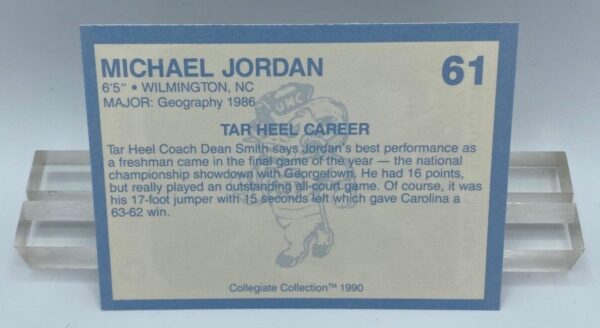 MICHAEL JORDAN 61
6'5" • WILMINGTON, NC
MAJOR: Geography 1986
UNC
TAR HEEL CAREER
Tar Heel Coach Dean Smith says Jordan's best performance as
a freshman came in the final game of the year — the national
championship showdown with Georgetown. He had 16 points,
but really played an outstanding all-court game. Of course, it was
his 17-foot jumper with 15 seconds left which gave Carolina a
63-62 win.
Collegiate Collection™ 1990